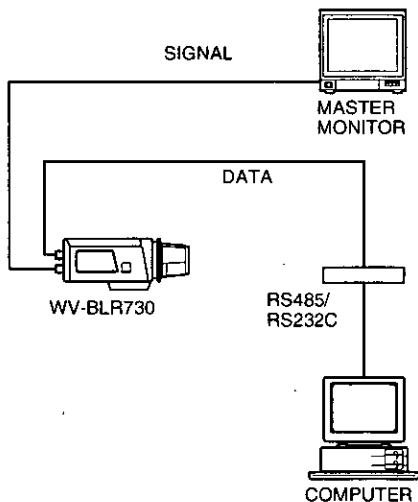 SIGNAL
MASTER
MONITOR
DATA
WV-BLR730
RS485/
RS232C
COMPUTER